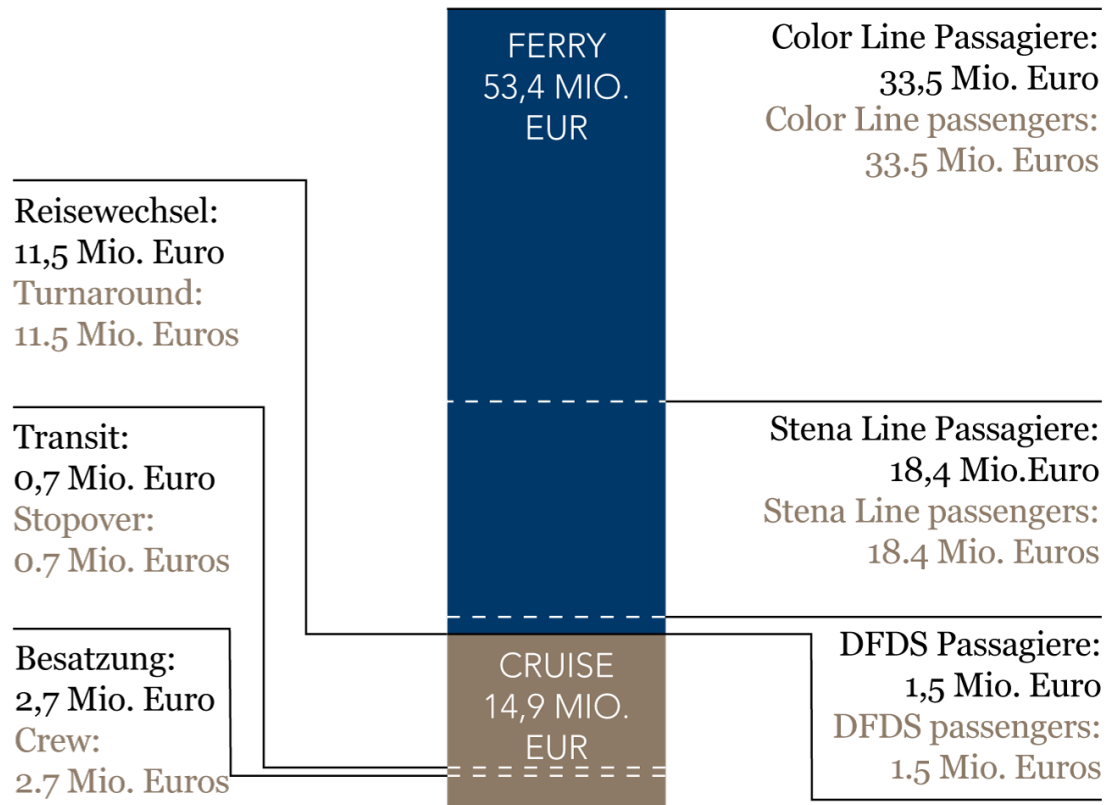 FERRY
53,4 MIO.
EUR
Color Line Passagiere:
33,5 Mio. Euro
Color Line passengers:
33.5 Mio. Euros
Reisewechsel:
11,5 Mio. Euro
Turnaround:
11.5 Mio. Euros
Transit:
0,7 Mio. Euro
Stopover:
0.7 Mio. Euros
Stena Line Passagiere:
18,4 Mio.Euro
Stena Line passengers:
18.4 Mio. Euros
Besatzung:
2,7 Mio. Euro
Crew:
2.7 Mio. Euros
CRUISE
14,9 MIO.
EUR
DFDS Passagiere:
1,5 Mio. Euro
DFDS passengers:
1.5 Mio. Euros